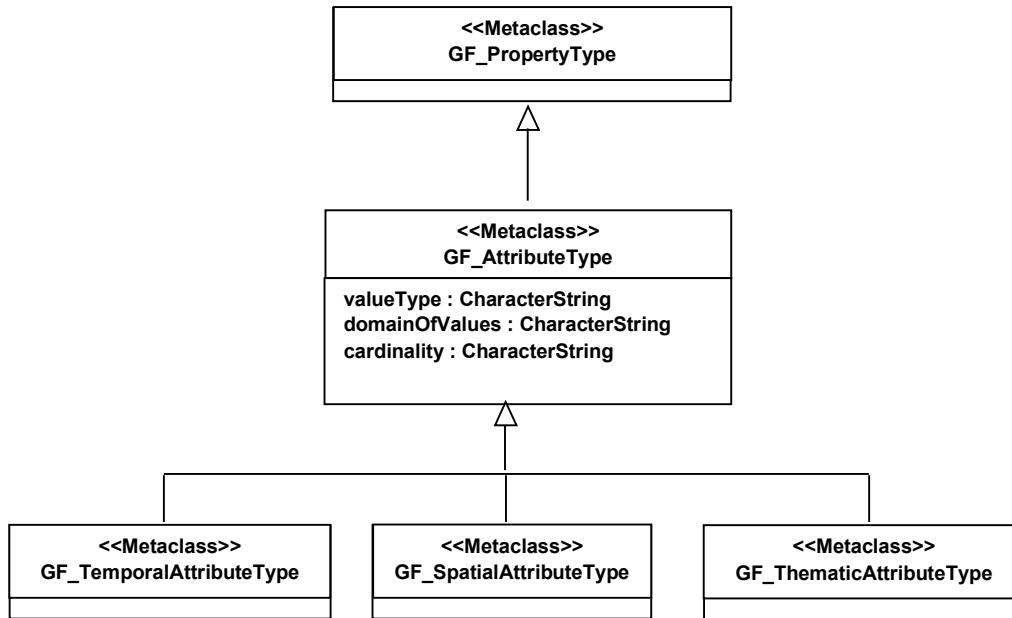 <<Metaclass>>
GF_PropertyType
<<Metaclass>>
GF_AttributeType
valueType : CharacterString
domainOfValues : CharacterString
cardinality : CharacterString
<<Metaclass>>
GF_TemporalAttributeType
<<Metaclass>>
GF_SpatialAttributeType
<<Metaclass>>
GF_ThematicAttributeType